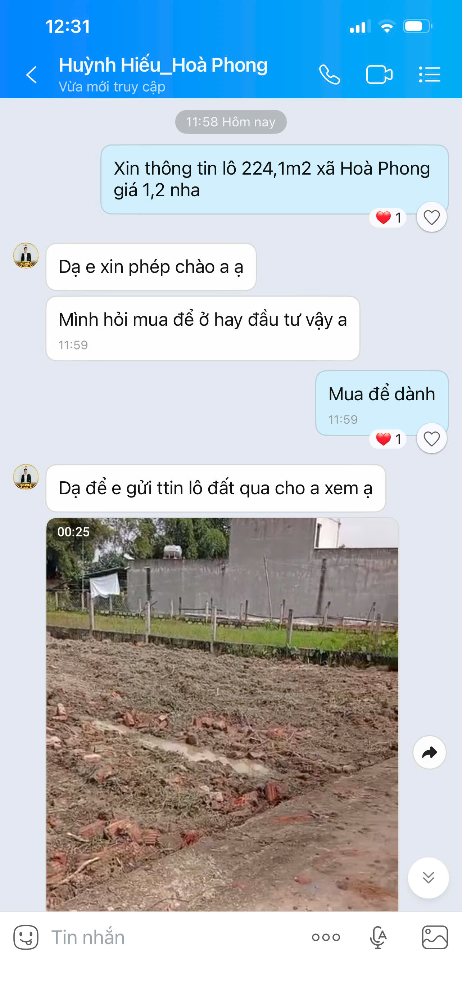 12:31
Huỳnh Hiếu_Hoà Phong
Vừa mới truy cập
11:58 Hôm nay
Xin thông tin lô 224,1m2 xã Hoà Phong
giá 1,2 nha
1
Dạ e xin phép chào a ạ
Mình hỏi mua để ở hay đầu tư vậy a
11:59
Mua để dành
11:59
1
Dạ để e gửi ttin lô đất qua cho a xem ạ
00:25
Tin nhắn